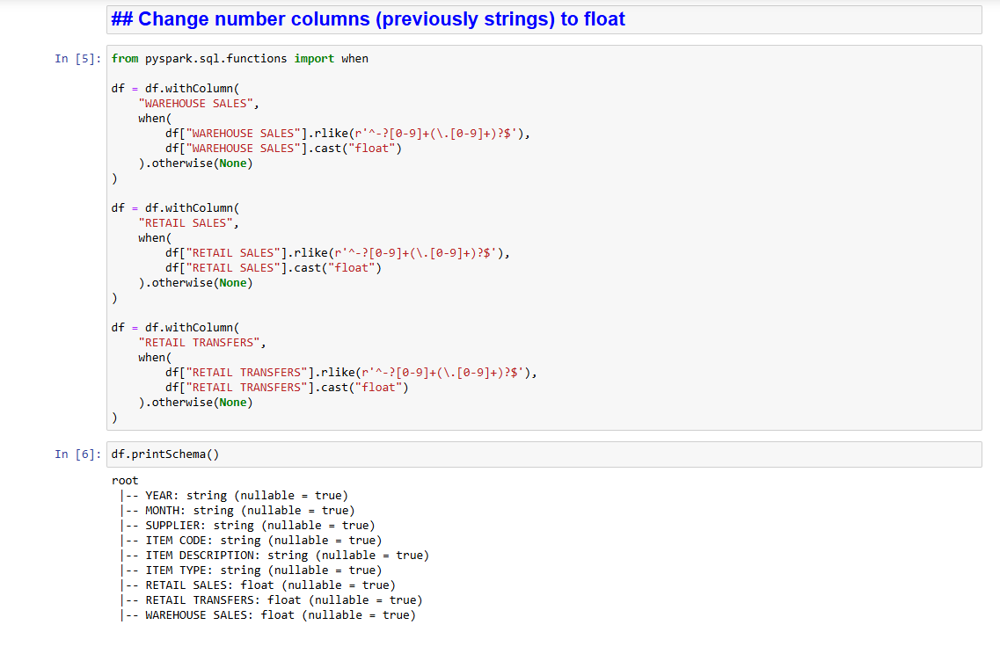 ## Change number columns (previously strings) to float
In [5]: from pyspark.sql.functions import when
df = df.withColumn(
"WAREHOUSE SALES",
when(
df["WAREHOUSE SALES"].rlike(r'^-?[0-9]+(\.[0-9]+)?$'),
df["WAREHOUSE SALES"].cast("float")
).otherwise(None)
)
df = df.withColumn(
"RETAIL SALES",
when(
df["RETAIL SALES"].rlike(r'^-?[0-9]+(\.[0-9]+)?$'),
df["RETAIL SALES"].cast("float")
).otherwise(None)
)
df = df.withColumn(
"RETAIL TRANSFERS",
when(
df["RETAIL TRANSFERS"].rlike(r'^-?[0-9]+(\.[0-9]+)?$'),
df["RETAIL TRANSFERS"].cast("float")
).otherwise(None)
)
In [6]: df.printSchema()
root
|-- YEAR: string (nullable = true)
|-- MONTH: string (nullable = true)
|-- SUPPLIER: string (nullable = true)
|-- ITEM CODE: string (nullable = true)
|-- ITEM DESCRIPTION: string (nullable = true)
|-- ITEM TYPE: string (nullable = true)
|-- RETAIL SALES: float (nullable = true)
|-- RETAIL TRANSFERS: float (nullable = true)
|-- WAREHOUSE SALES: float (nullable = true)